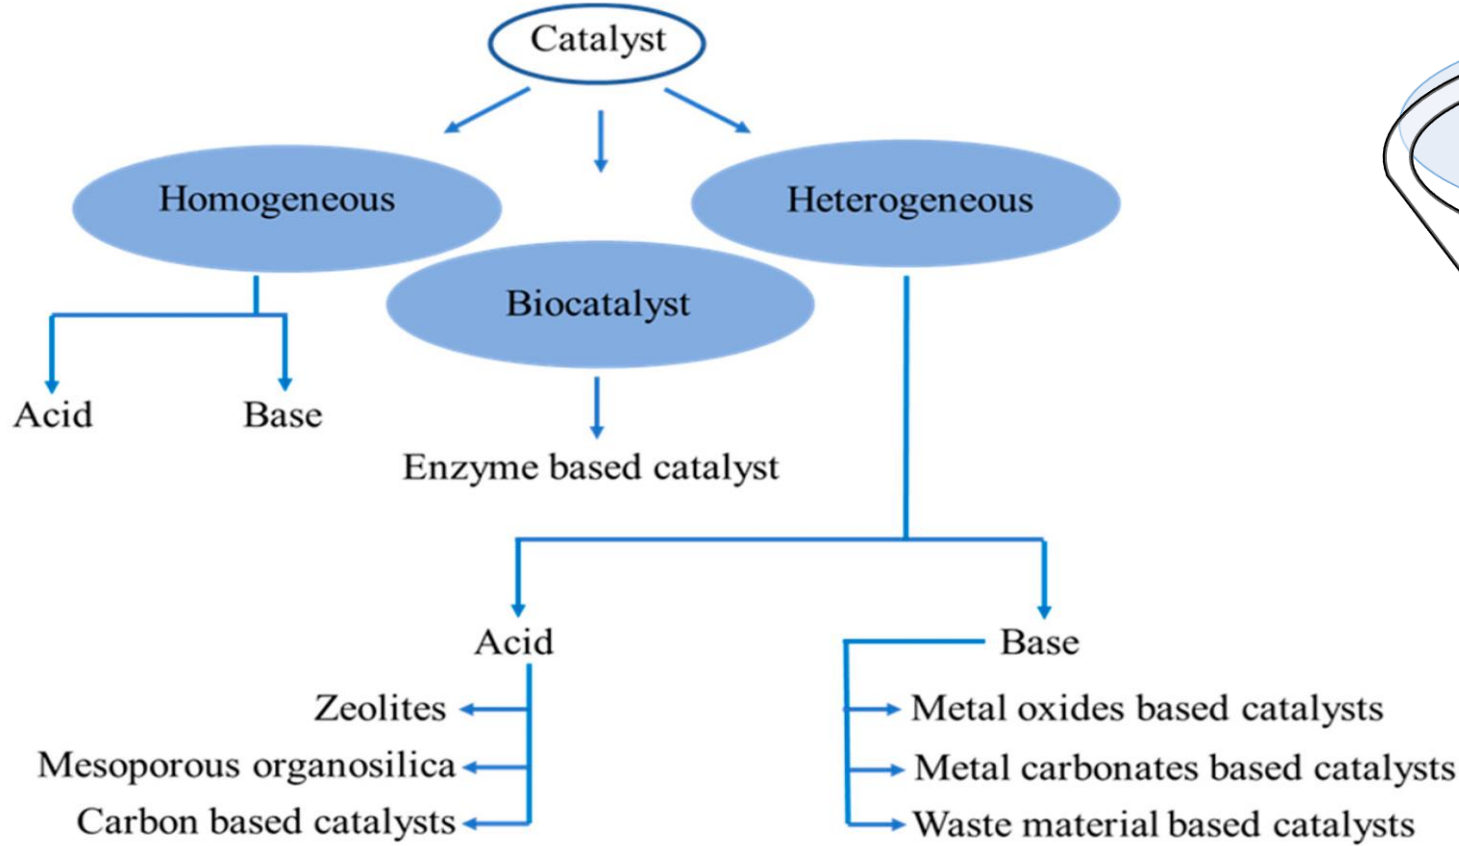 Catalyst
Homogeneous
Heterogeneous
Biocatalyst
Acid
Base
Enzyme based catalyst
Acid
Base
Zeolites
Metal oxides based catalysts
Mesoporous organosilica
Metal carbonates based catalysts
Carbon based catalysts
Waste material based catalysts